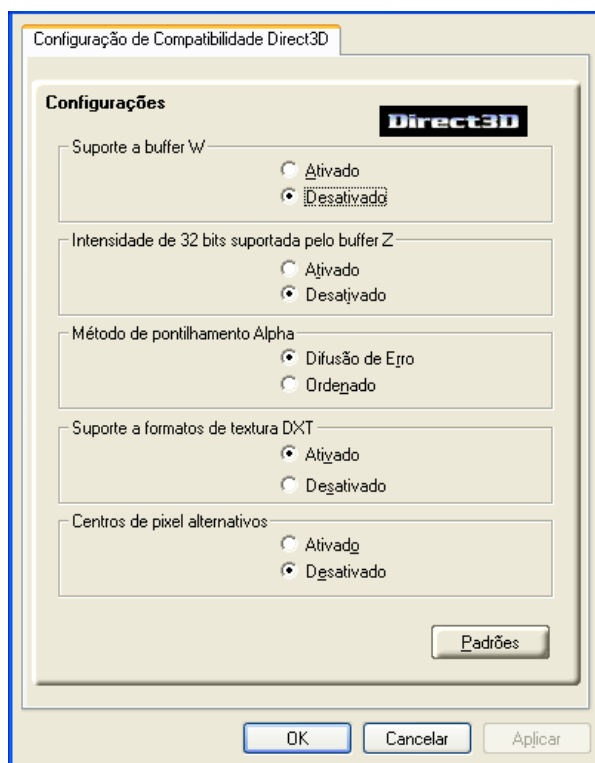 Configuração de Compatibilidade Direct3D
Configurações
Direct3D
Suporte a buffer W
Ativado
Desativado
Intensidade de 32 bits suportada pelo buffer Z
Ativado
Desativado
Método de pontilhamento Alpha
Difusão de Erro
Ordenado
Suporte a formatos de textura DXT
Ativado
Desativado
Centros de pixel alternativos
Ativado
Desativado
Padrões
OK Cancelar Aplicar